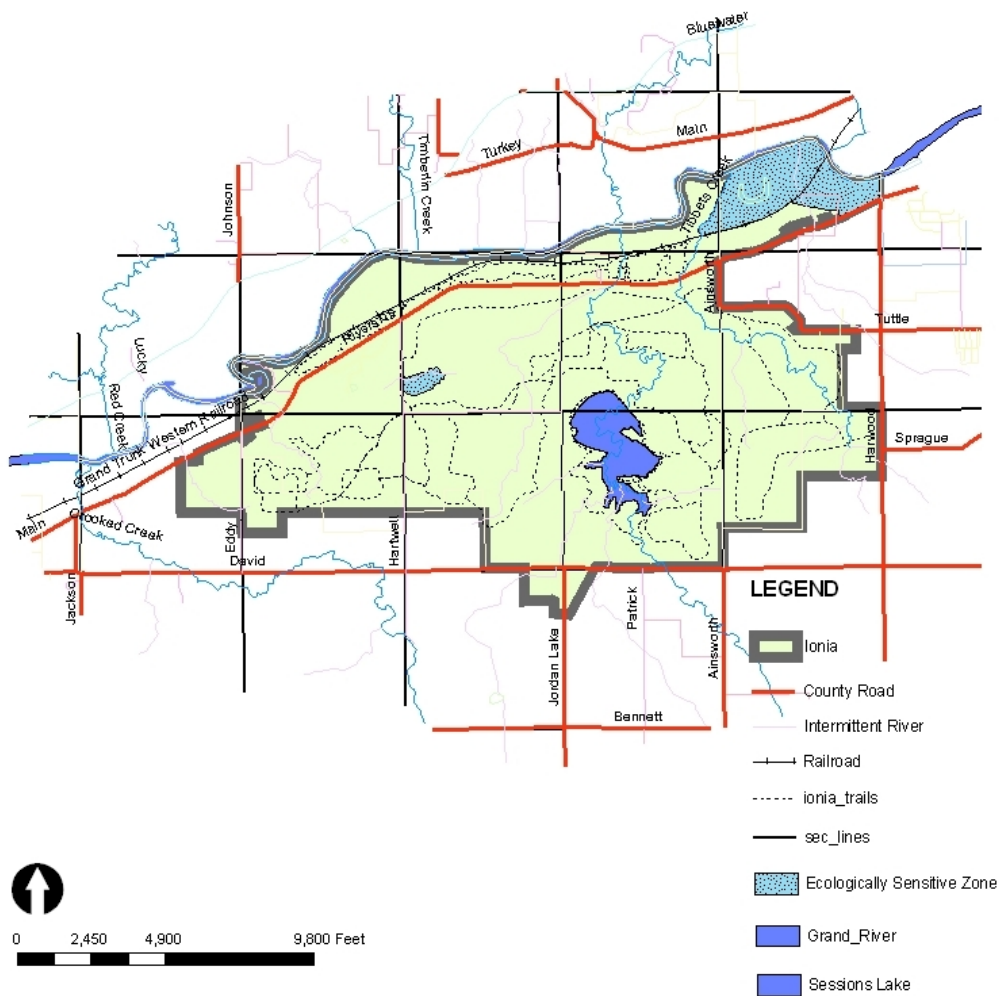 Bluewater
Timberlin Creek
Turkey
Main
Johnson
Tibbets Creek
Ainsworth
Riverside
Tuttle
Lucky
Red Creek
Grand Trunk Western Railroad
Harwood
Sprague
Main
Crooked Creek
Eddy
David
Hartwell
Jackson
Jordan Lake
Patrick
Ainsworth
Bennett
LEGEND
Ionia
County Road
Intermittent River
Railroad
ionia_trails
sec_lines
Ecologically Sensitive Zone
Grand_River
Sessions Lake
0 2,450 4,900 9,800 Feet